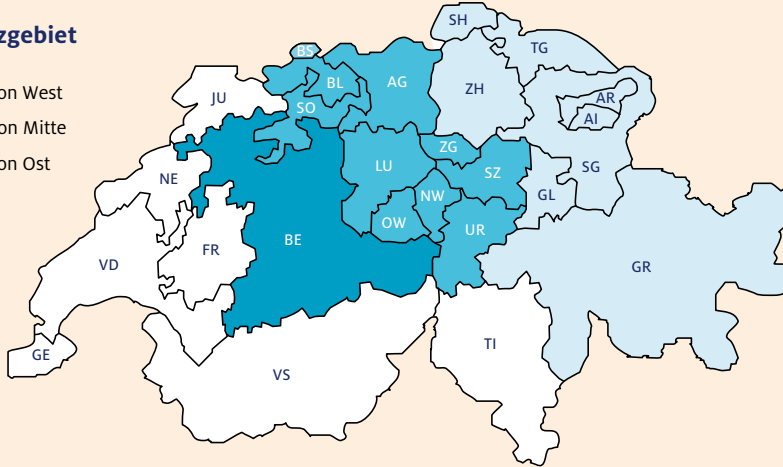 zgebiet
on West
on Mitte
on Ost
SH
TG
BS
BL
AG
ZH
AR
JU
SO
AI
ZG
LU
SZ
SG
NE
NW
GL
OW
UR
FR
BE
VD
GR
TI
GE
VS